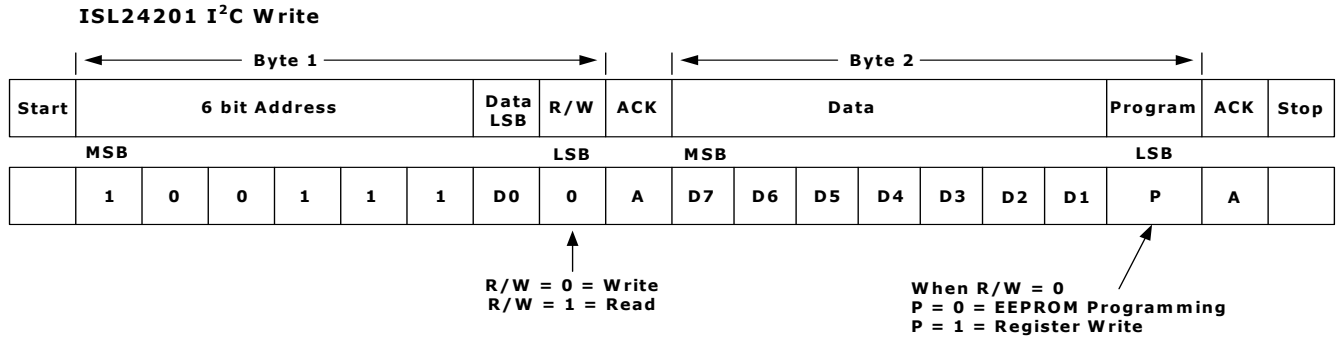 ISL24201 I²C Write
Byte 1 Byte 2
Start 6 bit Address Data LSB R/W ACK Data Program ACK Stop
MSB LSB MSB LSB
1 0 0 1 1 1 D0 0 A D7 D6 D5 D4 D3 D2 D1 P A
R/W = 0 = Write
R/W = 1 = Read
When R/W = 0
P = 0 = EEPROM Programming
P = 1 = Register Write